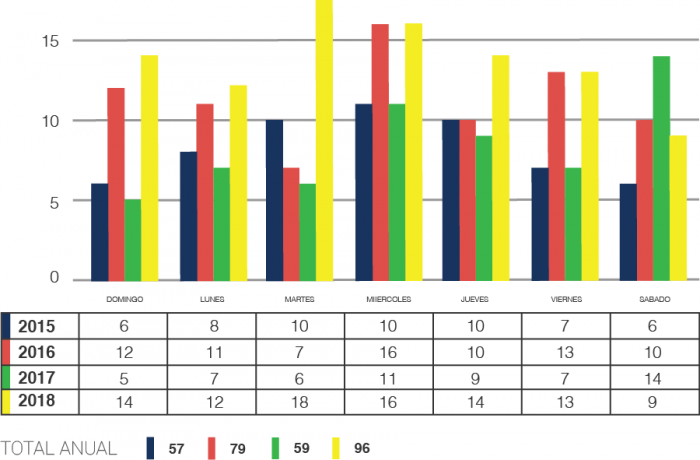 15
10
5
0
DOMINGO LUNES MARTES MIIERCOLES JUEVES VIERNES SABADO
2015 6 8 10 10 10 7 6
2016 12 11 7 16 10 13 10
2017 5 7 6 11 9 7 14
2018 14 12 18 16 14 13 9
TOTAL ANUAL 57 79 59 96